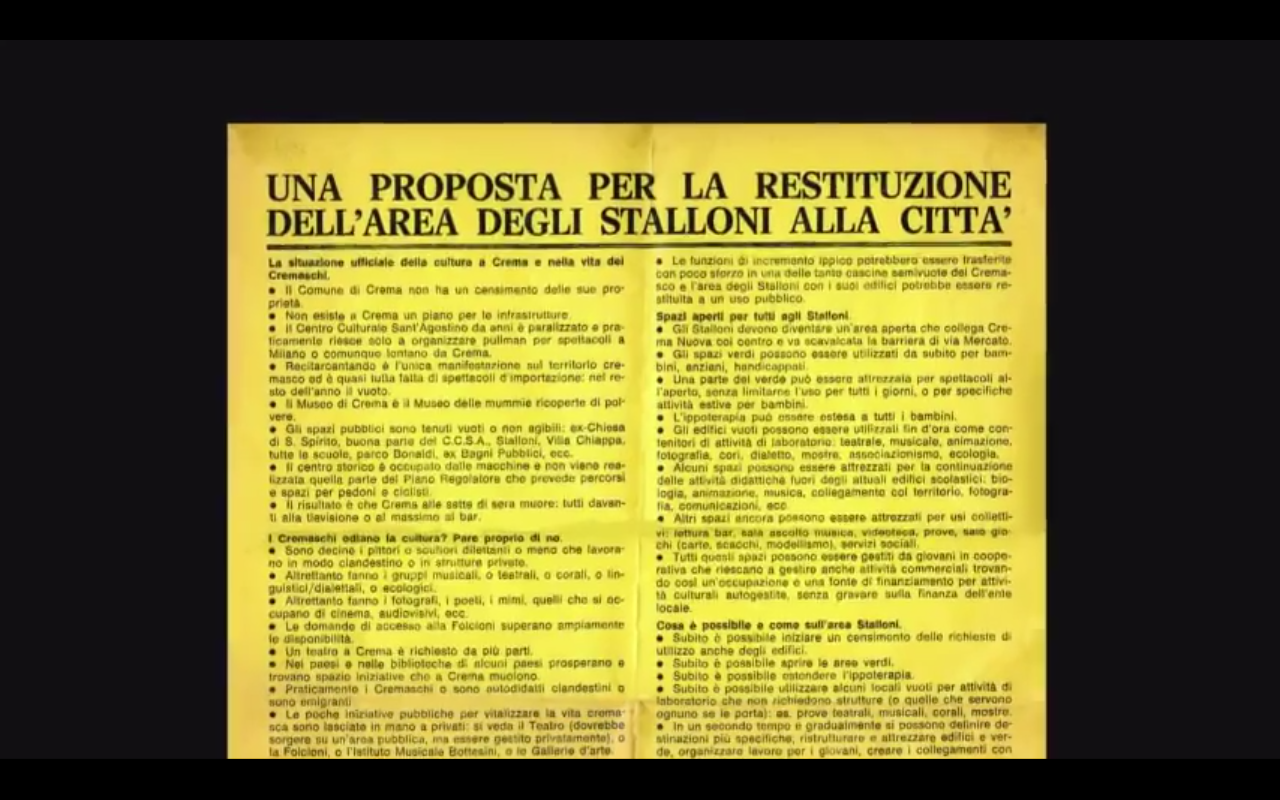 UNA PROPOSTA PER LA RESTITUZIONE
DELL'AREA DEGLI STALLONI ALLA CITTA'
La situazione ufficiale della cultura a Crema e nella vita dei
Cremaschi.
• Il Comune di Crema non ha un censimento delle sue pro-
prietà.
• Non esiste a Crema un piano per le infrastrutture.
• Il Centro Culturale Sant'Agostino da anni è paralizzato e pra-
ticamente riesce solo a organizzare pullman per spettacoli a
Milano o comunque lontano da Crema.
• Recitarcantando è l'unica manifestazione sul territorio cre-
masco ed è quasi tutta fatta di spettacoli d'importazione: nel re-
sto dell'anno il vuoto.
• Il Museo di Crema è il Museo delle mummie ricoperte di pol-
vere.
• Gli spazi pubblici sono tenuti vuoti o non agibili: ex-Chiesa
di S. Spirito, buona parte del C.C.S.A., Stalloni, Villa Chiappa,
tutte le scuole, parco Bonaldi, ex Bagni Pubblici, ecc.
• Il centro storico è occupato dalle macchine e non viene rea-
lizzata quella parte del Piano Regolatore che prevede percorsi
e spazi per pedoni e ciclisti.
• Il risultato è che Crema alle sette di sera muore: tutti davan-
ti alla tlevisione o al massimo al bar.
I Cremaschi odiano la cultura? Pare proprio di no.
• Sono decine i pittori o scultori dilettanti o meno che lavora-
no in modo clandestino o in strutture private.
• Altrettanto fanno i gruppi musicali, o teatrali, o corali, o lin-
guistici/dialettali, o ecologici.
• Altrettanto fanno i fotografi, i poeti, i mimi, quelli che si oc-
cupano di cinema, audiovisivi, ecc.
• Le domande di accesso alla Folcioni superano ampiamente
le disponibilità.
• Un teatro a Crema è richiesto da più parti.
• Nei paesi e nelle biblioteche di alcuni paesi prosperano e
trovano spazio iniziative che a Crema muoiono.
• Praticamente i Cremaschi o sono autodidatti clandestini o
sono emigranti
• Le poche iniziative pubbliche per vitalizzare la vita crema-
sca sono lasciate in mano a privati: si veda il Teatro (dovrebbe
sorgere su un'area pubblica, ma essere gestito privatamente), o
la Folcioni, o l'Istituto Musicale Bottesini, o le Gallerie d'arte.
• Le funzioni di incremento ippico potrebbero essere trasferite
con poco sforzo in una delle tante cascine semivuote del Crema-
sco e l'area degli Stalloni con i suoi edifici potrebbe essere re-
stituita a un uso pubblico.
Spazi aperti per tutti agli Stalloni.
• Gli Stalloni devono diventare un'area aperta che collega Cre-
ma Nuova col centro e va scavalcata la barriera di via Mercato.
• Gli spazi verdi possono essere utilizzati da subito per bam-
bini, anziani, handicappati.
• Una parte del verde può essere attrezzata per spettacoli al-
l'aperto, senza limitarne l'uso per tutti i giorni, o per specifiche
attività estive per bambini.
• L'ippoterapia può essere estesa a tutti i bambini.
• Gli edifici vuoti possono essere utilizzati fin d'ora come con-
tenitori di attività di laboratorio: teatrale, musicale, animazione,
fotografia, cori, dialetto, mostre, associazionismo, ecologia.
• Alcuni spazi possono essere attrezzati per la continuazione
delle attività didattiche fuori degli attuali edifici scolastici: bio-
logia, animazione, musica, collegamento col territorio, fotogra-
fia, comunicazioni, ecc
• Altri spazi ancora possono essere attrezzati per usi colletti-
vi: lettura bar, sala ascolto musica, videoteca, prove, sala gio-
chi (carte, scacchi, modellismo), servizi sociali.
• Tutti questi spazi possono essere gestiti da giovani in coope-
rativa che riescano a gestire anche attività commerciali trovan-
do così un'occupazione e una fonte di finanziamento per attivi-
tà culturali autogestite, senza gravare sulla finanza dell'ente
locale.
Cosa è possibile e come sull'area Stalloni.
• Subito è possibile iniziare un censimento delle richieste di
utilizzo anche degli edifici.
• Subito è possibile aprire le aree verdi.
• Subito è possibile estendere l'ippoterapia.
• Subito è possibile utilizzare alcuni locali vuoti per attività di
laboratorio che non richiedono strutture (o quelle che servono
ognuno se le porta): es. prove teatrali, musicali, corali, mostre.
• In un secondo tempo e gradualmente si possono definire de-
stinazioni più specifiche, ristrutturare e attrezzare edifici e ver-
de, organizzare lavoro per i giovani, creare i collegamenti con